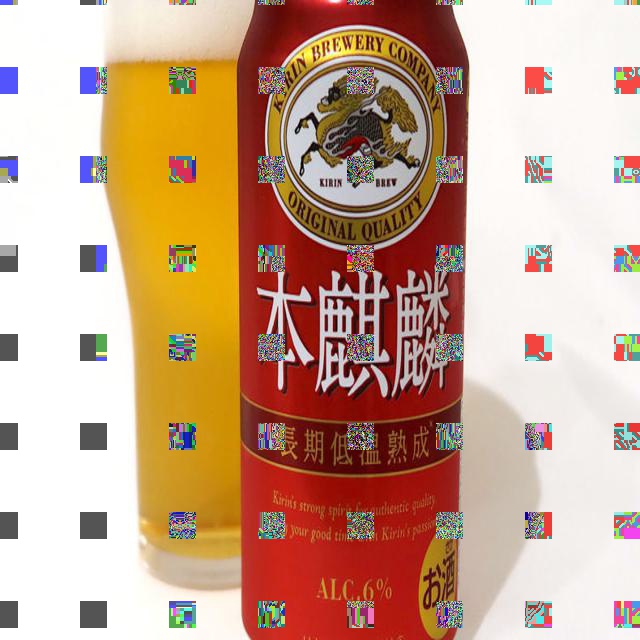 KIRIN BREWERY COMPANY
KIRIN BREW
ORIGINAL QUALITY
本麒麟
長期低温熟成
Kirin's strong spirit for authentic quality.
your good time Kirin's passion
ALC.6%
お酒